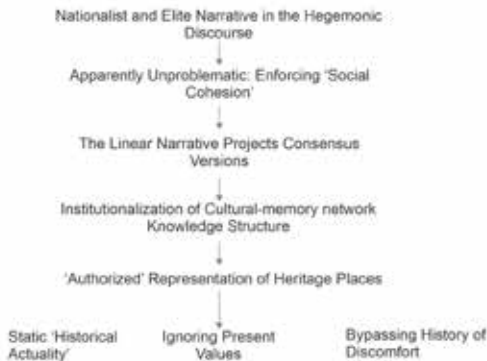 Nationalist and Elite Narrative in the Hegemonic
Discourse
Apparently Unproblematic: Enforcing 'Social
Cohesion'
The Linear Narrative Projects Consensus
Versions
Institutionalization of Cultural-memory network
Knowledge Structure
'Authorized' Representation of Heritage Places
Static 'Historical
Actuality'
Ignoring Present
Values
Bypassing History of
Discomfort